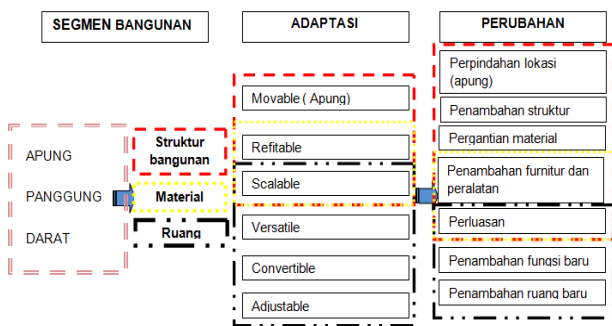 SEGMEN BANGUNAN
ADAPTASI
PERUBAHAN
APUNG
PANGGUNG
DARAT
Struktur
bangunan
Material
Ruang
Movable ( Apung)
Refitable
Scalable
Versatile
Convertible
Adjustable
Perpindahan lokasi
(apung)
Penambahan struktur
Pergantian material
Penambahan furnitur dan
peralatan
Perluasan
Penambahan fungsi baru
Penambahan ruang baru